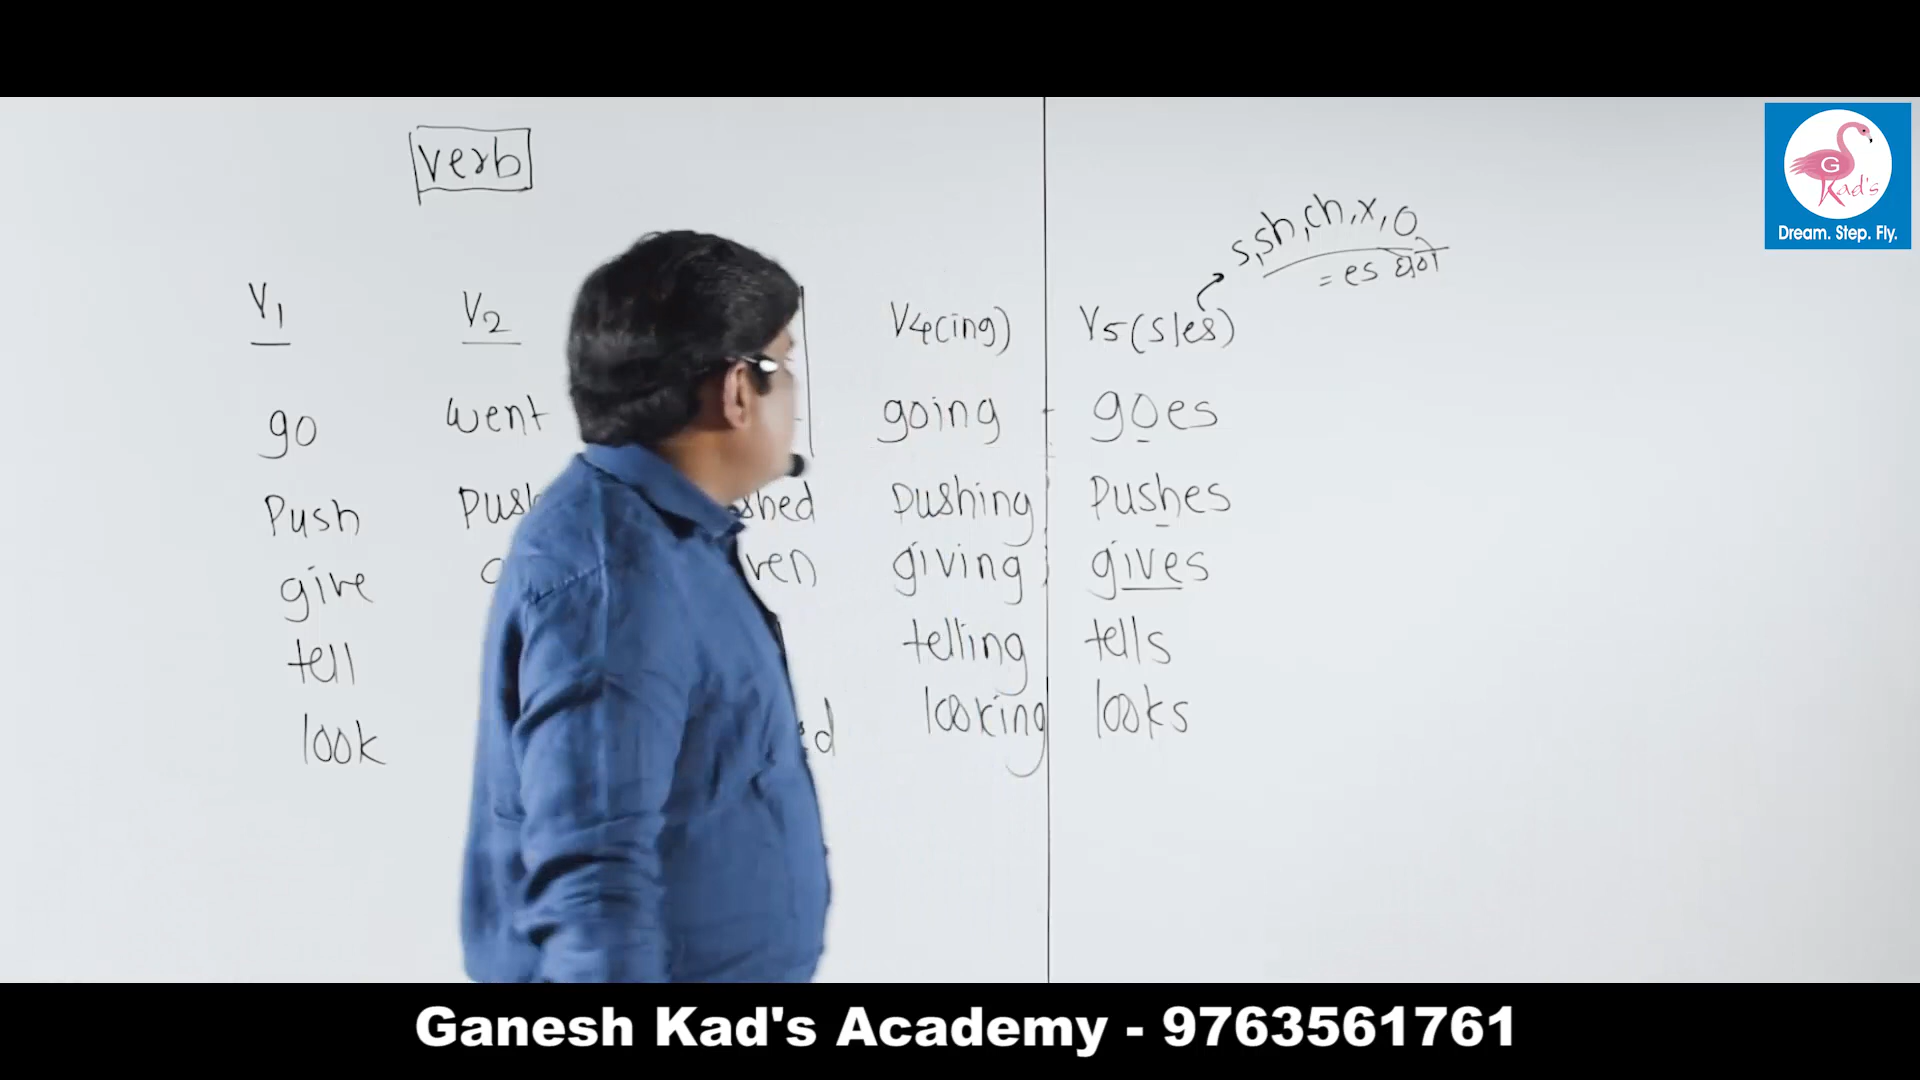 verb
G
Kad's
Dream. Step. Fly.
s, sh, ch, x, o
= es घेणे
V1 V2 V4(ing) V5(s/es)
go went going goes
Push pushing pushes
give giving gives
tell telling tells
look looking looks
Ganesh Kad's Academy - 9763561761